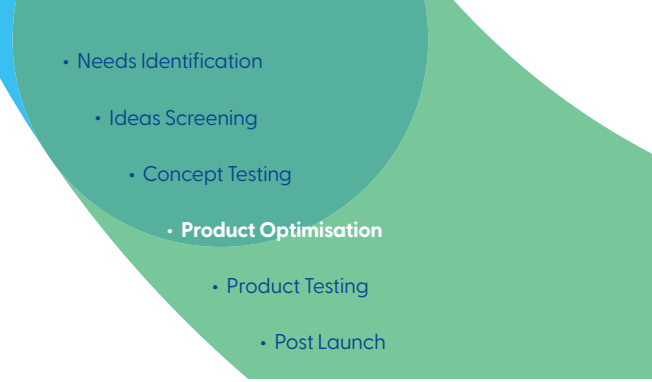 • Needs Identification
• Ideas Screening
• Concept Testing
• Product Optimisation
• Product Testing
• Post Launch